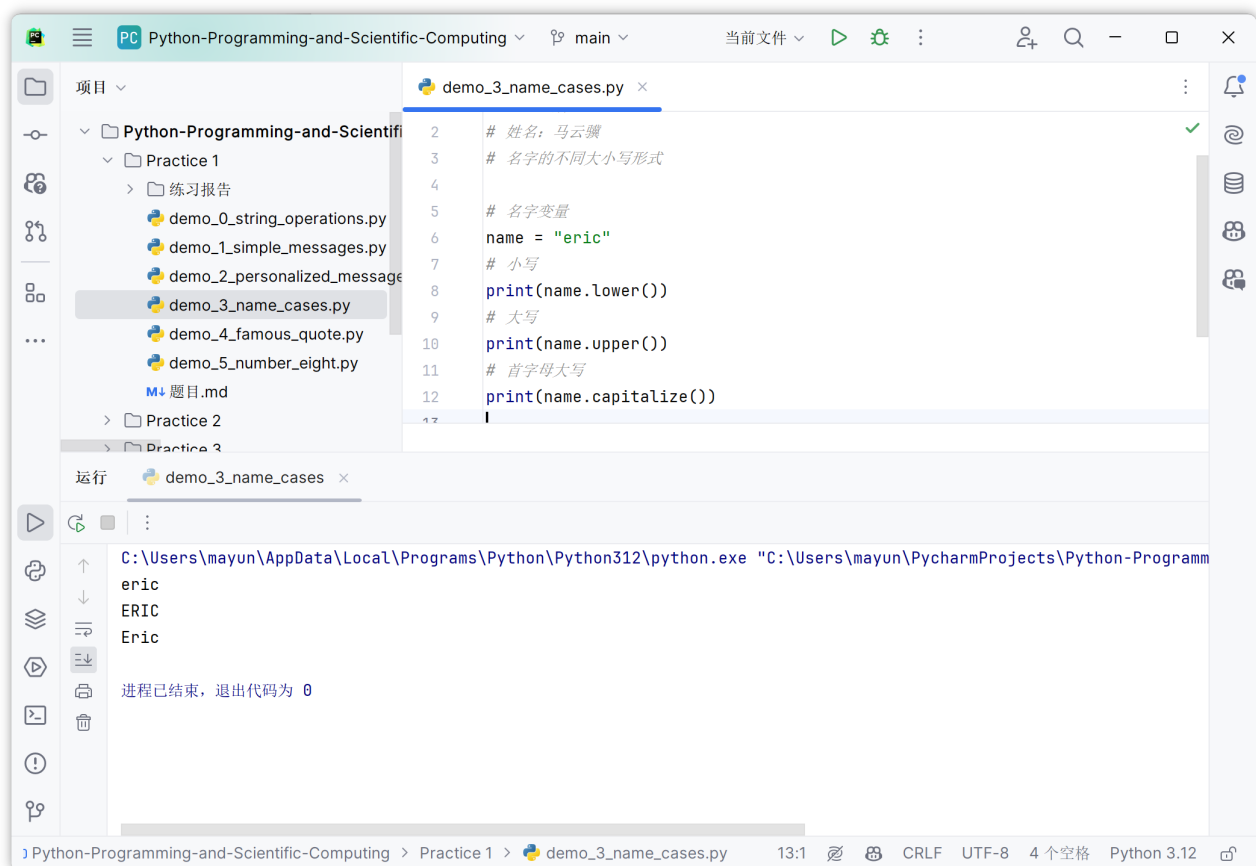 PC Python-Programming-and-Scientific-Computing main 当前文件
项目
Python-Programming-and-Scientifi
Practice 1
练习报告
demo_0_string_operations.py
demo_1_simple_messages.py
demo_2_personalized_message
demo_3_name_cases.py
demo_4_famous_quote.py
demo_5_number_eight.py
M↓ 题目.md
Practice 2
Practice 3
demo_3_name_cases.py
2 # 姓名：马云骥
3 # 名字的不同大小写形式
4
5 # 名字变量
6 name = "eric"
7 # 小写
8 print(name.lower())
9 # 大写
10 print(name.upper())
11 # 首字母大写
12 print(name.capitalize())
13
运行 demo_3_name_cases
C:\Users\mayun\AppData\Local\Programs\Python\Python312\python.exe "C:\Users\mayun\PycharmProjects\Python-Programm
eric
ERIC
Eric
进程已结束，退出代码为 0
Python-Programming-and-Scientific-Computing > Practice 1 > demo_3_name_cases.py 13:1 CRLF UTF-8 4 个空格 Python 3.12